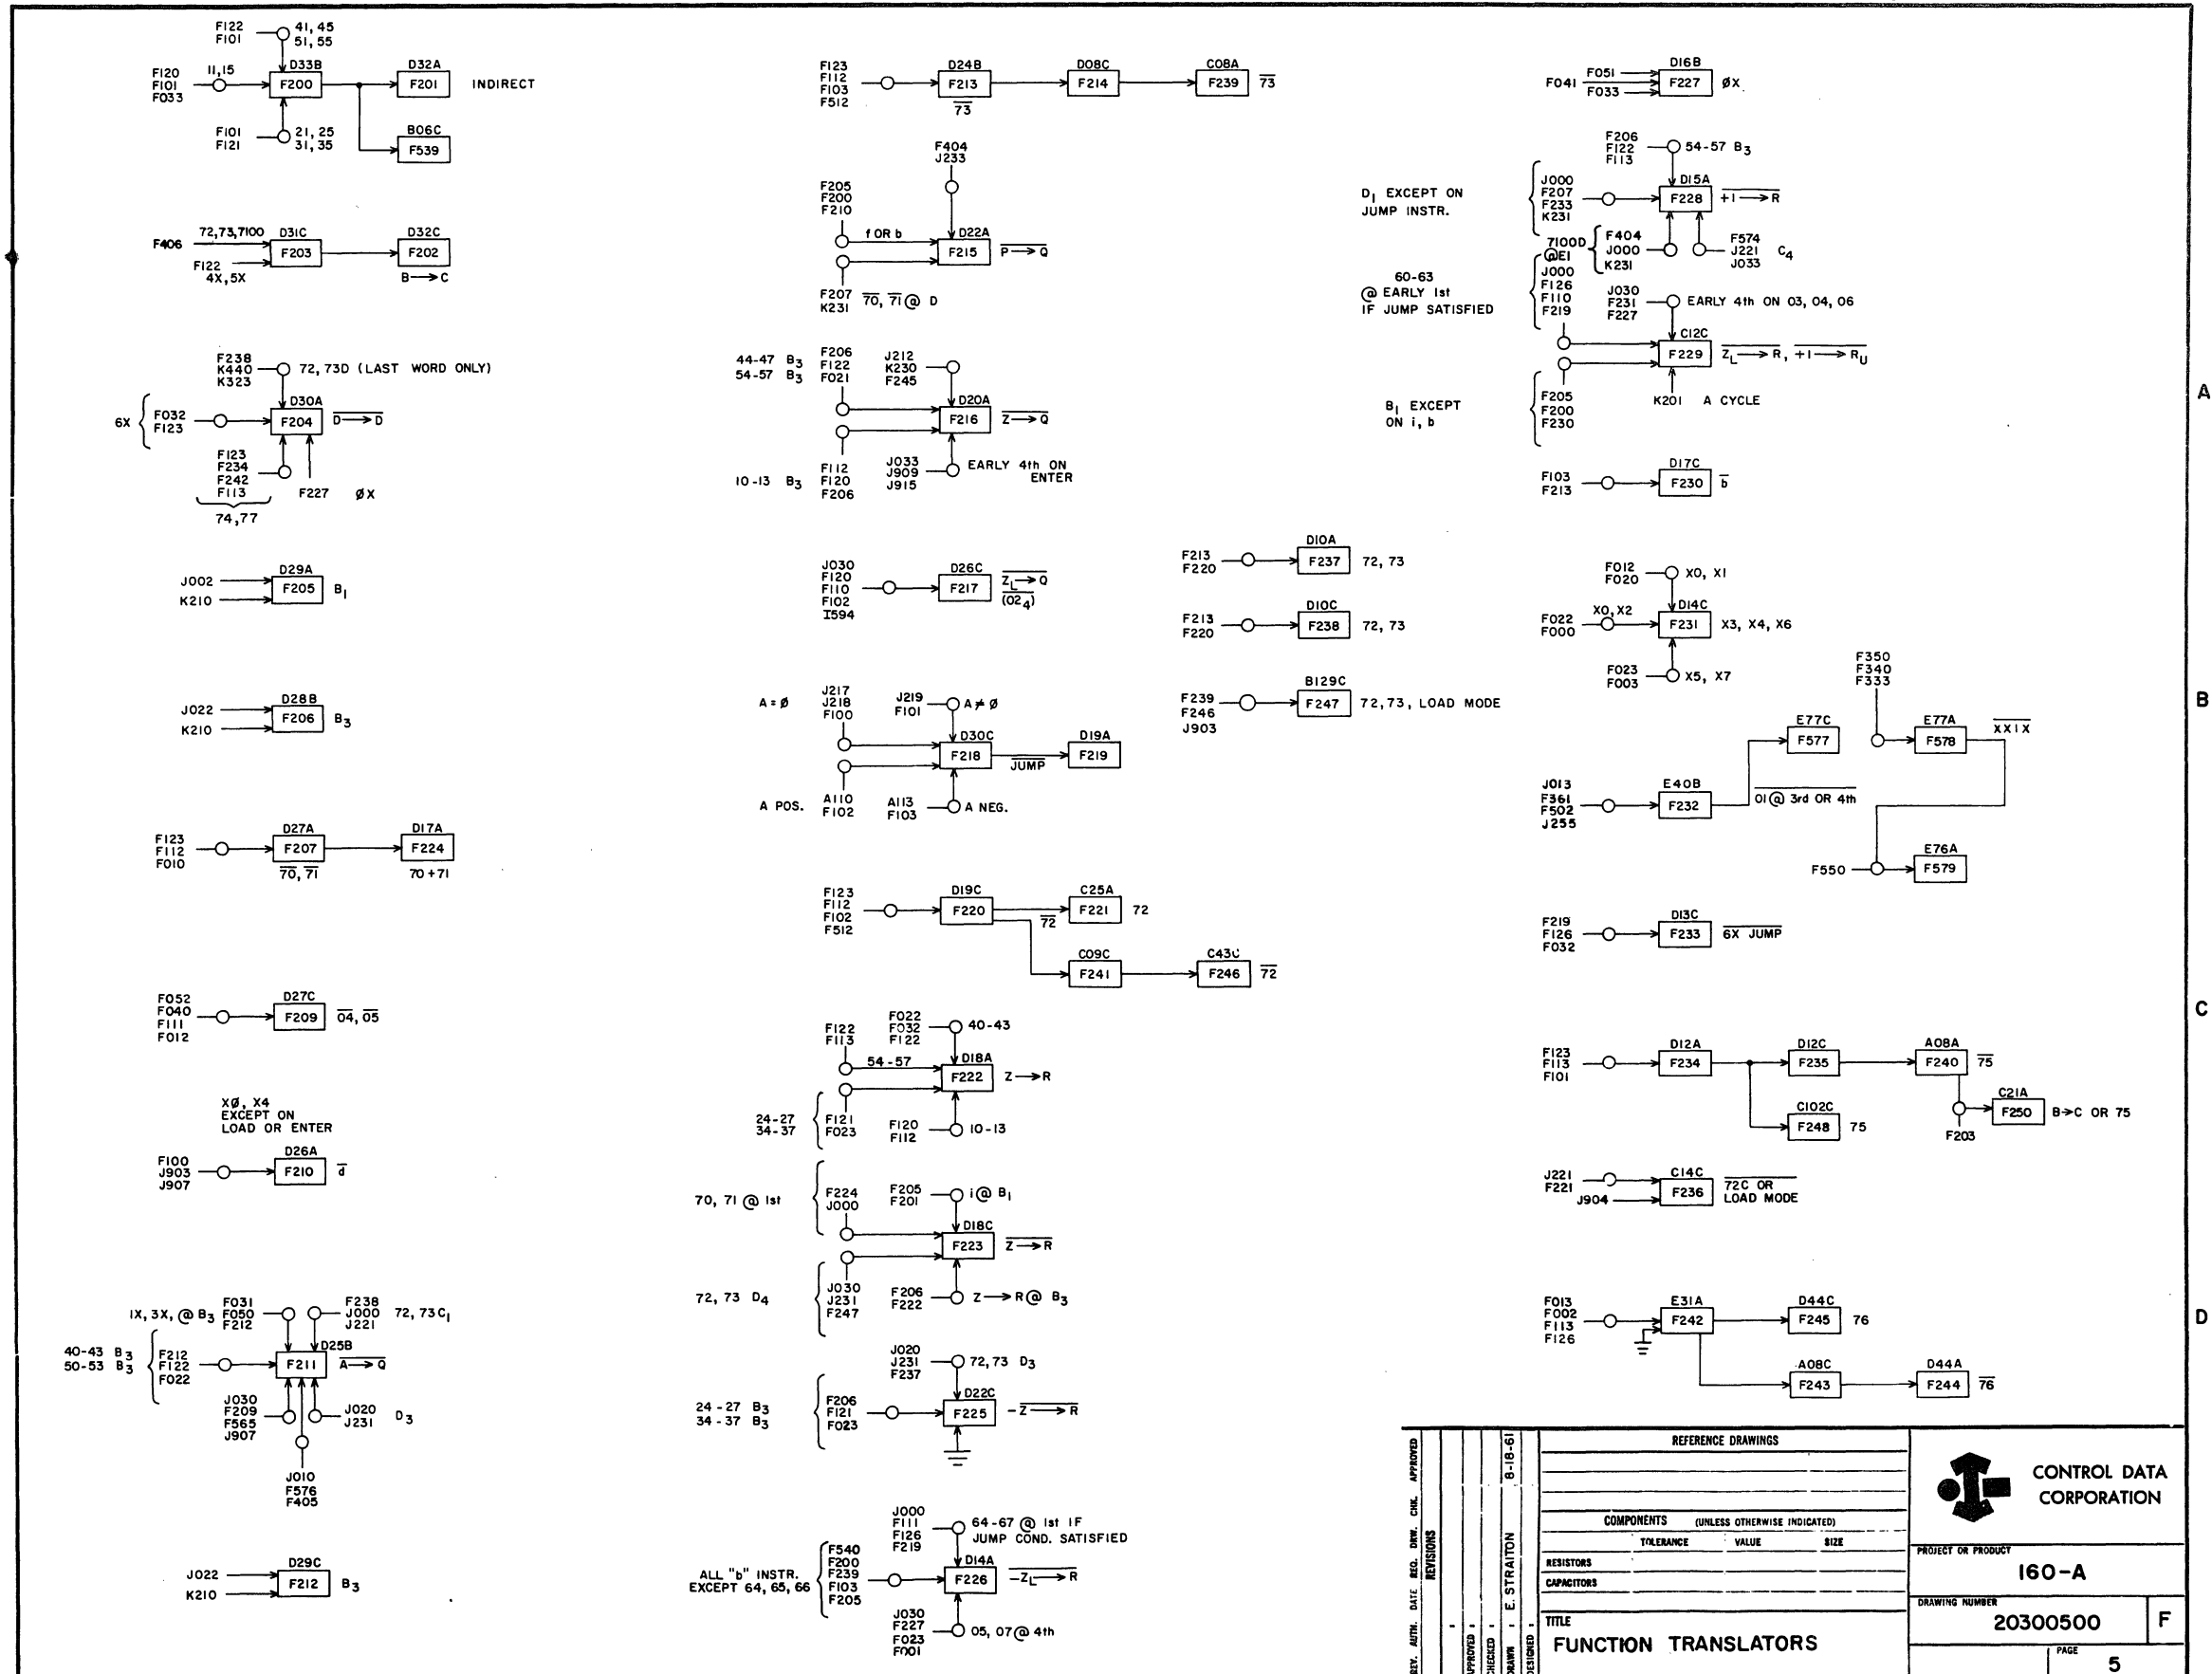 F122
F101
41, 45
51, 55
D33B
F120
F101
F033
11,15
F200
D32A
F201
INDIRECT
F101
F121
21, 25
31, 35
B06C
F539
F406
72,73,7100
D31C
F203
F122
4X,5X
D32C
F202
B→C
F238
K440
K323
72, 73D (LAST WORD ONLY)
D30A
6X
F032
F123
F204
D→D
F123
F234
F242
F113
74,77
F227
ØX
D29A
J002
K210
F205
B1
D28B
J022
K210
F206
B3
F123
F112
F010
D27A
F207
70, 71
D17A
F224
70+71
F052
F040
F111
F012
D27C
F209
04, 05
XØ, X4
EXCEPT ON
LOAD OR ENTER
F100
J903
J907
D26A
F210
d
1X, 3X, @ B3
F031
F050
F212
F238
J000
J221
72, 73C1
D25B
40-43 B3
50-53 B3
F212
F122
F022
F211
A→Q
J030
F209
F565
J907
J020
J231
D3
J010
F576
F405
J022
K210
D29C
F212
B3
F123
F112
F103
F512
D24B
F213
73
D08C
F214
C08A
F239
73
F404
J233
F205
F200
F210
f OR b
D22A
F215
P→Q
F207
K231
70, 71 @ D
44-47 B3
54-57 B3
F206
F122
F021
J212
K230
F245
D20A
F216
Z→Q
10-13 B3
F112
F120
F206
J033
J909
J915
EARLY 4th ON
ENTER
J030
F120
F110
F102
I594
D26C
F217
ZL→Q
(024)
F213
F220
D10A
F237
72, 73
F213
F220
D10C
F238
72, 73
F239
F246
J903
B129C
F247
72,73, LOAD MODE
A=Ø
J217
J218
F100
J219
F101
A≠Ø
D30C
F218
JUMP
D19A
F219
A POS.
A110
F102
A113
F103
A NEG.
F123
F112
F102
F512
D19C
F220
72
C25A
F221
72
C09C
F241
C43C
F246
72
F122
F113
54-57
F022
F032
F122
40-43
D18A
F222
Z→R
24-27
34-37
F121
F023
F120
F112
10-13
70, 71 @ 1st
F224
J000
F205
F201
i @ B1
D18C
F223
Z→R
72, 73 D4
J030
J231
F247
F206
F222
Z→R @ B3
J020
J231
F237
72, 73 D3
24-27 B3
34-37 B3
F206
F121
F023
D22C
F225
-Z→R
J000
F111
F126
F219
64-67 @ 1st IF
JUMP COND. SATISFIED
ALL "b" INSTR.
EXCEPT 64, 65, 66
F540
F200
F239
F103
F205
D14A
F226
-ZL→R
J030
F227
F023
F001
05, 07 @ 4th
F041
F051
F033
D16B
F227
ØX
F206
F122
F113
54-57 B3
D1 EXCEPT ON
JUMP INSTR.
J000
F207
F233
K231
D15A
F228
+1→R
7100D
@E1
F404
J000
K231
F574
J221
J033
C4
60-63
@ EARLY 1st
IF JUMP SATISFIED
J000
F126
F110
F219
J030
F231
F227
EARLY 4th ON 03, 04, 06
C12C
F229
ZL→R, +1→RU
B1 EXCEPT
ON i, b
F205
F200
F230
K201
A CYCLE
F103
F213
D17C
F230
b
F012
F020
X0, X1
F022
F000
X0, X2
D14C
F231
X3, X4, X6
F023
F003
X5, X7
F350
F340
F333
E77C
F577
E77A
F578
XX1X
J013
F361
F502
J255
E40B
F232
01 @ 3rd OR 4th
F550
E76A
F579
F219
F126
F032
D13C
F233
6X JUMP
F123
F113
F101
D12A
F234
D12C
F235
A08A
F240
75
C102C
F248
75
F203
C21A
F250
B→C OR 75
J221
F221
J904
C14C
F236
72C OR
LOAD MODE
F013
F002
F113
F126
E31A
F242
D44C
F245
76
A08C
F243
D44A
F244
76
A
B
C
D
REV. AUTH. DATE REQ. DRW. CHK. APPROVED
REVISIONS
APPROVED -
CHECKED -
DRAWN - E. STRAITON 8-18-61
DESIGNED -
REFERENCE DRAWINGS
COMPONENTS (UNLESS OTHERWISE INDICATED)
TOLERANCE VALUE SIZE
RESISTORS
CAPACITORS
TITLE
FUNCTION TRANSLATORS
CONTROL DATA
CORPORATION
PROJECT OR PRODUCT
160-A
DRAWING NUMBER
20300500
F
PAGE
5